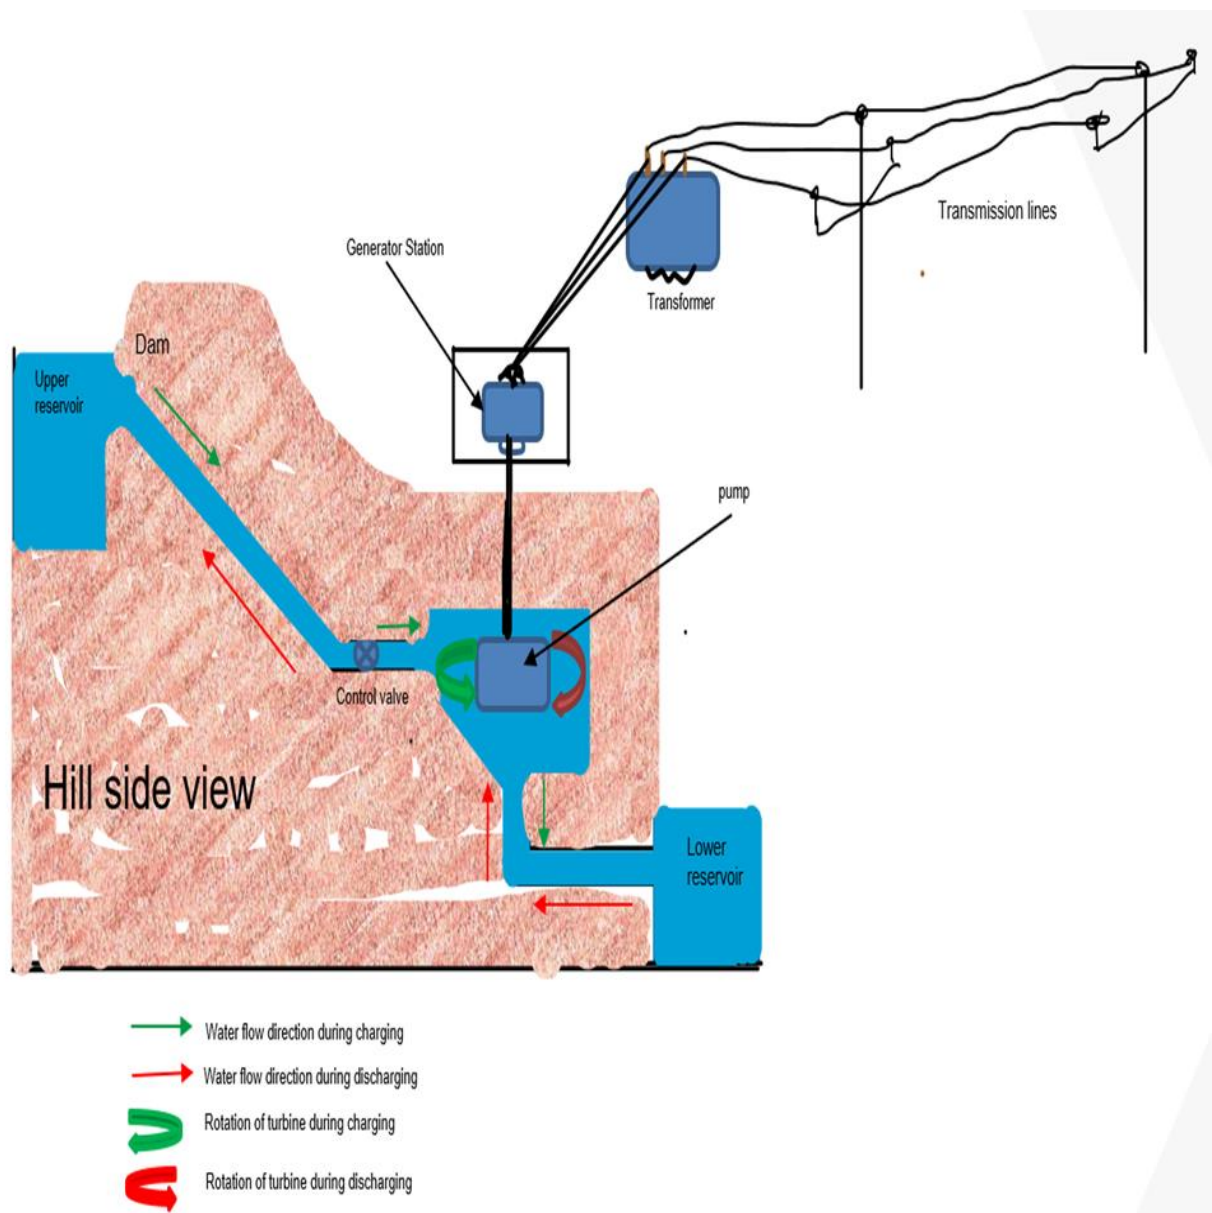 Generator Station
Transmission lines
Transformer
Dam
Upper
reservoir
pump
Control valve
Hill side view
Lower
reservoir
Water flow direction during charging
Water flow direction during discharging
Rotation of turbine during charging
Rotation of turbine during discharging